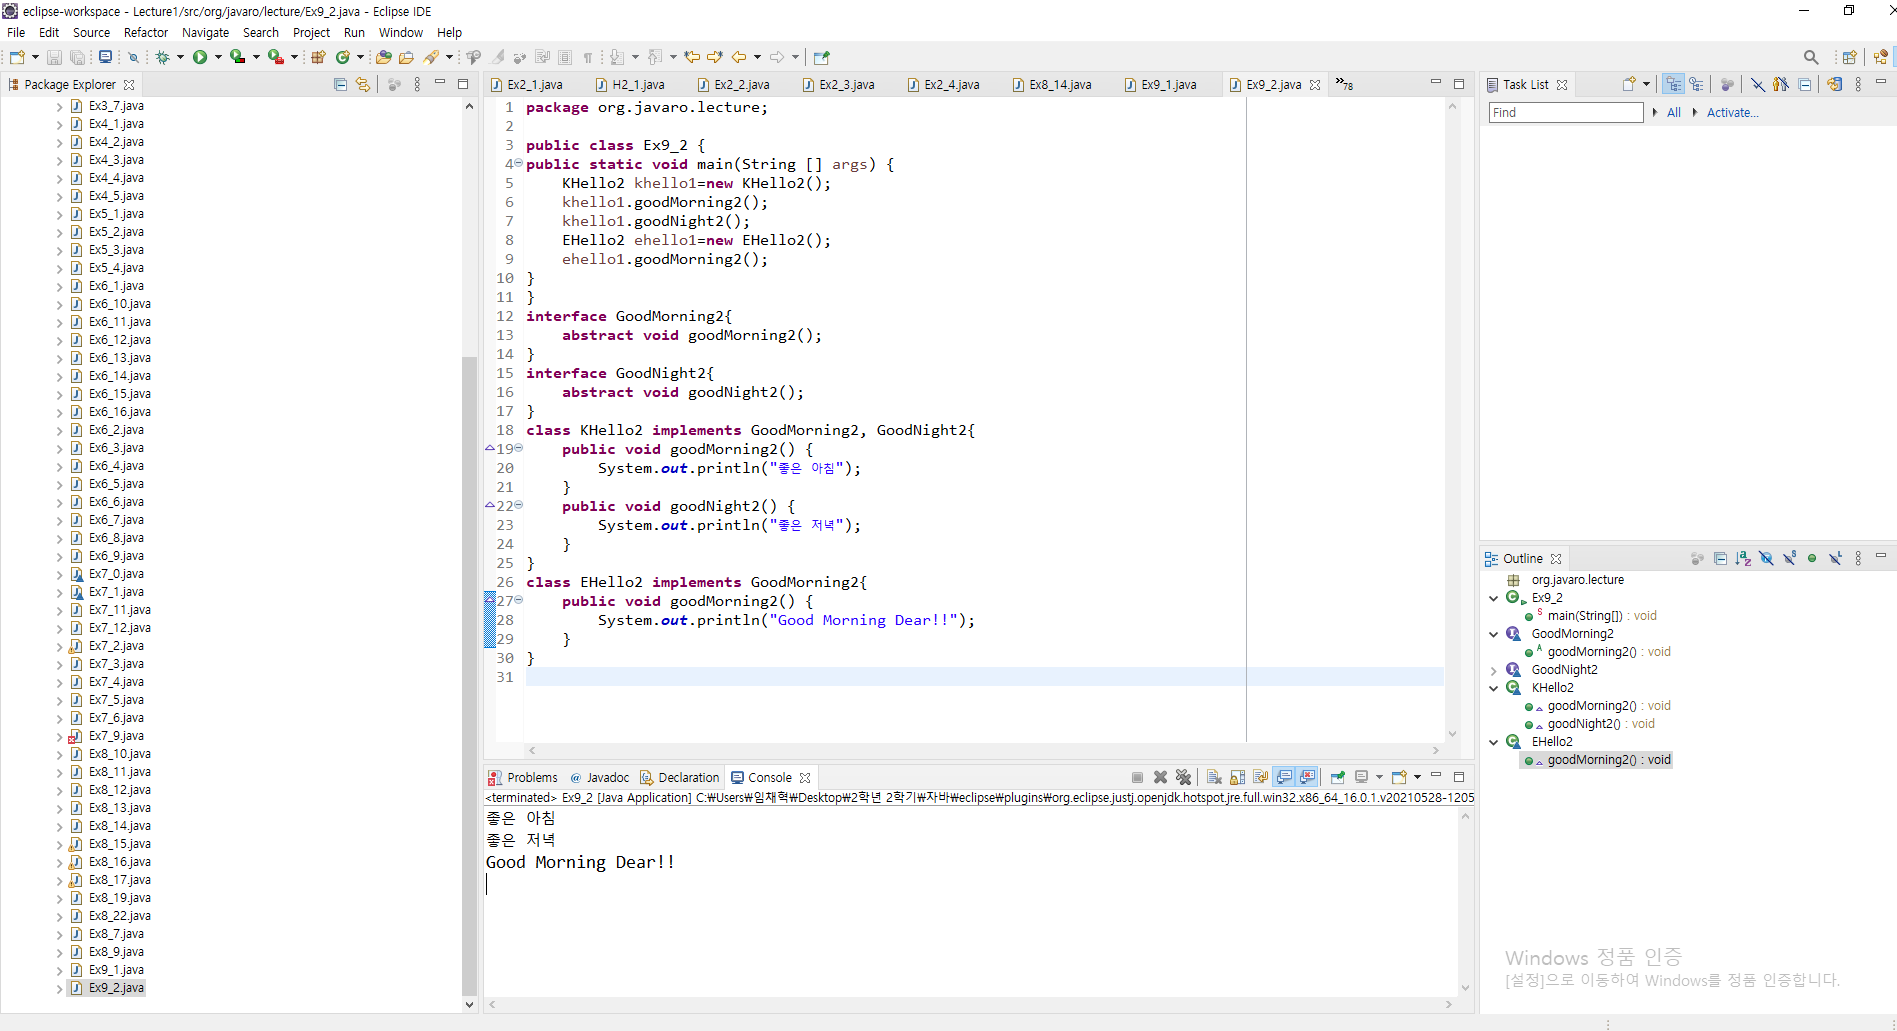 eclipse-workspace - Lecture1/src/org/javaro/lecture/Ex9_2.java - Eclipse IDE
File Edit Source Refactor Navigate Search Project Run Window Help
Package Explorer
Ex3_7.java
Ex4_1.java
Ex4_2.java
Ex4_3.java
Ex4_4.java
Ex4_5.java
Ex5_1.java
Ex5_2.java
Ex5_3.java
Ex5_4.java
Ex6_1.java
Ex6_10.java
Ex6_11.java
Ex6_12.java
Ex6_13.java
Ex6_14.java
Ex6_15.java
Ex6_16.java
Ex6_2.java
Ex6_3.java
Ex6_4.java
Ex6_5.java
Ex6_6.java
Ex6_7.java
Ex6_8.java
Ex6_9.java
Ex7_0.java
Ex7_1.java
Ex7_11.java
Ex7_12.java
Ex7_2.java
Ex7_3.java
Ex7_4.java
Ex7_5.java
Ex7_6.java
Ex7_9.java
Ex8_10.java
Ex8_11.java
Ex8_12.java
Ex8_13.java
Ex8_14.java
Ex8_15.java
Ex8_16.java
Ex8_17.java
Ex8_19.java
Ex8_22.java
Ex8_7.java
Ex8_9.java
Ex9_1.java
Ex9_2.java
Ex2_1.java H2_1.java Ex2_2.java Ex2_3.java Ex2_4.java Ex8_14.java Ex9_1.java Ex9_2.java »78
1 package org.javaro.lecture;
2
3 public class Ex9_2 {
4 public static void main(String [] args) {
5 KHello2 khello1=new KHello2();
6 khello1.goodMorning2();
7 khello1.goodNight2();
8 EHello2 ehello1=new EHello2();
9 ehello1.goodMorning2();
10 }
11 }
12 interface GoodMorning2{
13 abstract void goodMorning2();
14 }
15 interface GoodNight2{
16 abstract void goodNight2();
17 }
18 class KHello2 implements GoodMorning2, GoodNight2{
19 public void goodMorning2() {
20 System.out.println("좋은 아침");
21 }
22 public void goodNight2() {
23 System.out.println("좋은 저녁");
24 }
25 }
26 class EHello2 implements GoodMorning2{
27 public void goodMorning2() {
28 System.out.println("Good Morning Dear!!");
29 }
30 }
31
Problems @ Javadoc Declaration Console
<terminated> Ex9_2 [Java Application] C:₩Users₩임채혁₩Desktop₩2학년 2학기₩자바₩eclipse₩plugins₩org.eclipse.justj.openjdk.hotspot.jre.full.win32.x86_64_16.0.1.v20210528-1205
좋은 아침
좋은 저녁
Good Morning Dear!!
Task List
Find All Activate...
Outline
org.javaro.lecture
Ex9_2
main(String[]) : void
GoodMorning2
goodMorning2() : void
GoodNight2
KHello2
goodMorning2() : void
goodNight2() : void
EHello2
goodMorning2() : void
Windows 정품 인증
[설정]으로 이동하여 Windows를 정품 인증합니다.